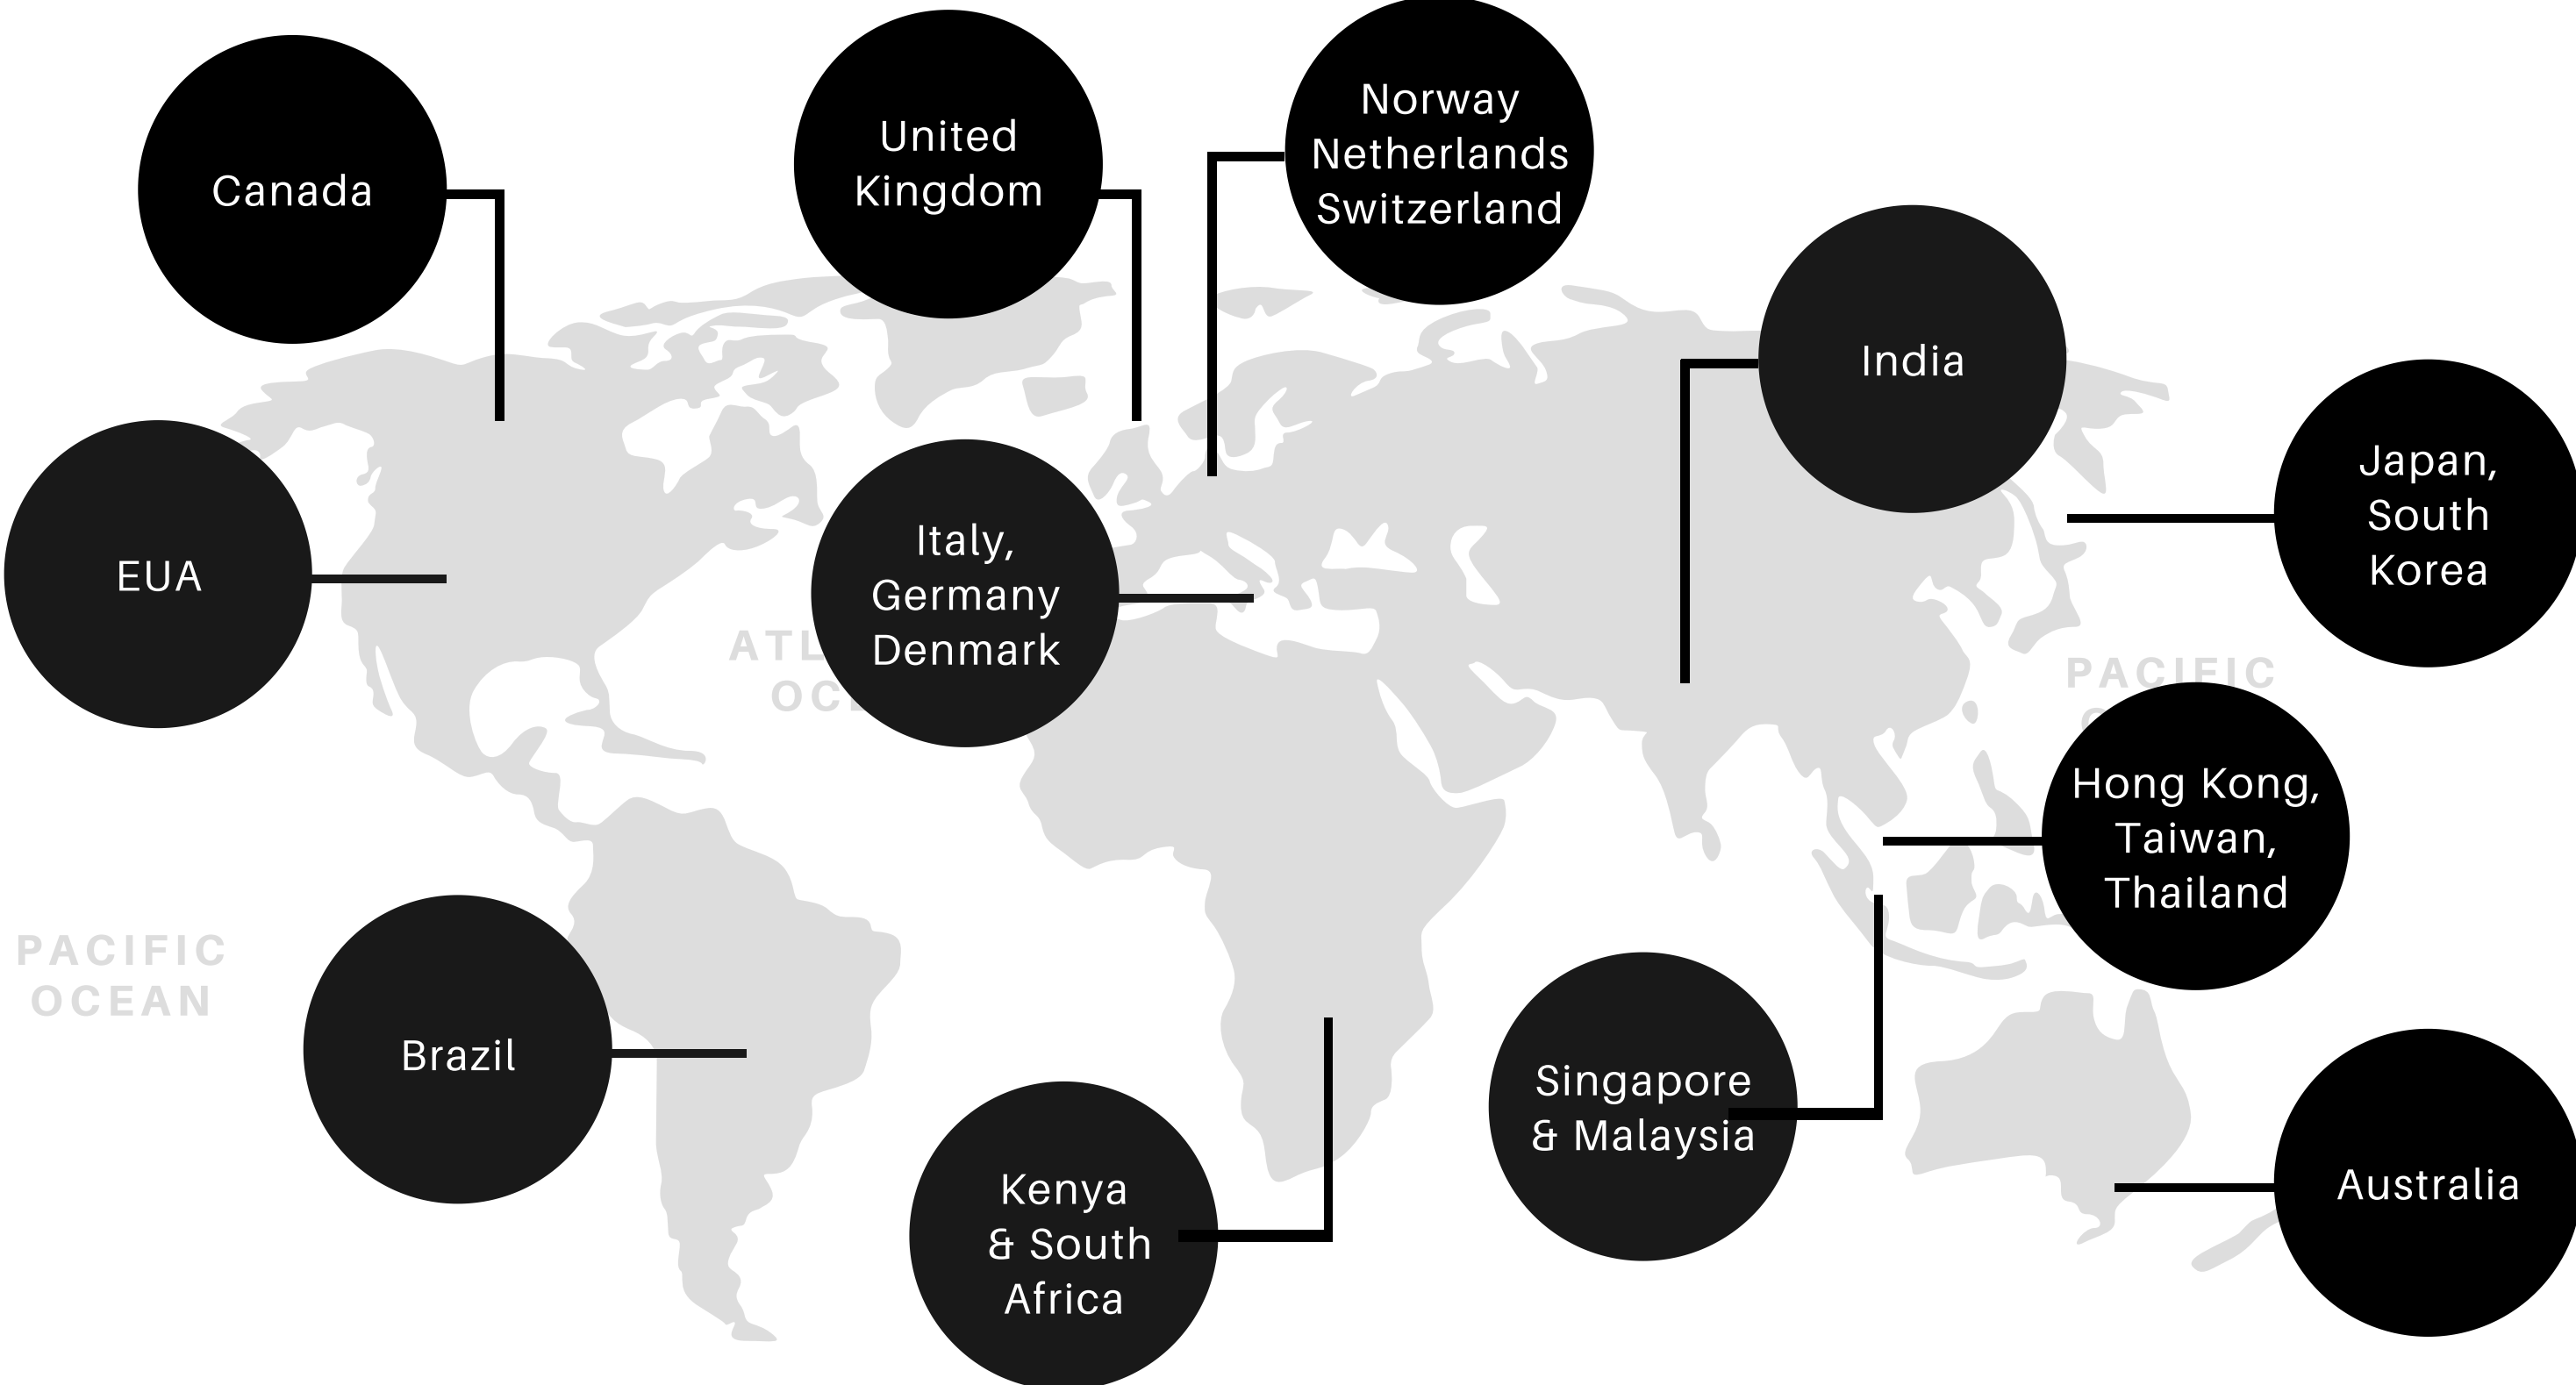 Canada
United
Kingdom
Norway
Netherlands
Switzerland
India
EUA
Italy,
Germany
Denmark
Japan,
South
Korea
PACIFIC
Hong Kong,
Taiwan,
Thailand
PACIFIC
OCEAN
Brazil
Singapore
& Malaysia
Kenya
& South
Africa
Australia